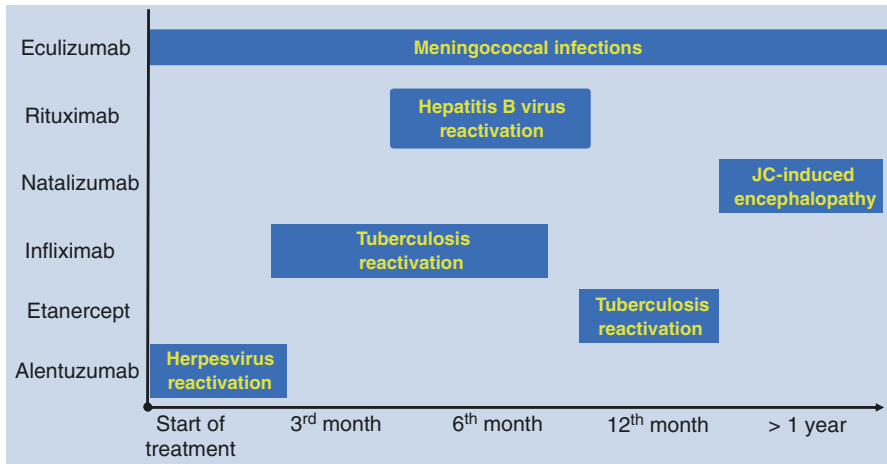 Eculizumab
Meningococcal infections
Rituximab
Hepatitis B virus
reactivation
Natalizumab
JC-induced
encephalopathy
Infliximab
Tuberculosis
reactivation
Etanercept
Tuberculosis
reactivation
Alentuzumab
Herpesvirus
reactivation
Start of
treatment
3rd month
6th month
12th month
> 1 year